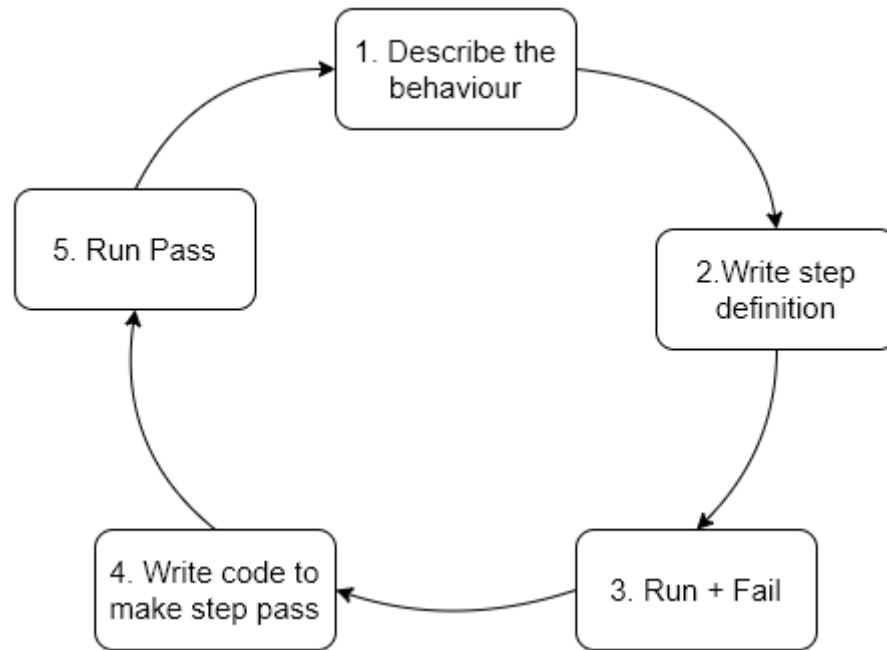 1. Describe the
behaviour
2.Write step
definition
3. Run + Fail
4. Write code to
make step pass
5. Run Pass